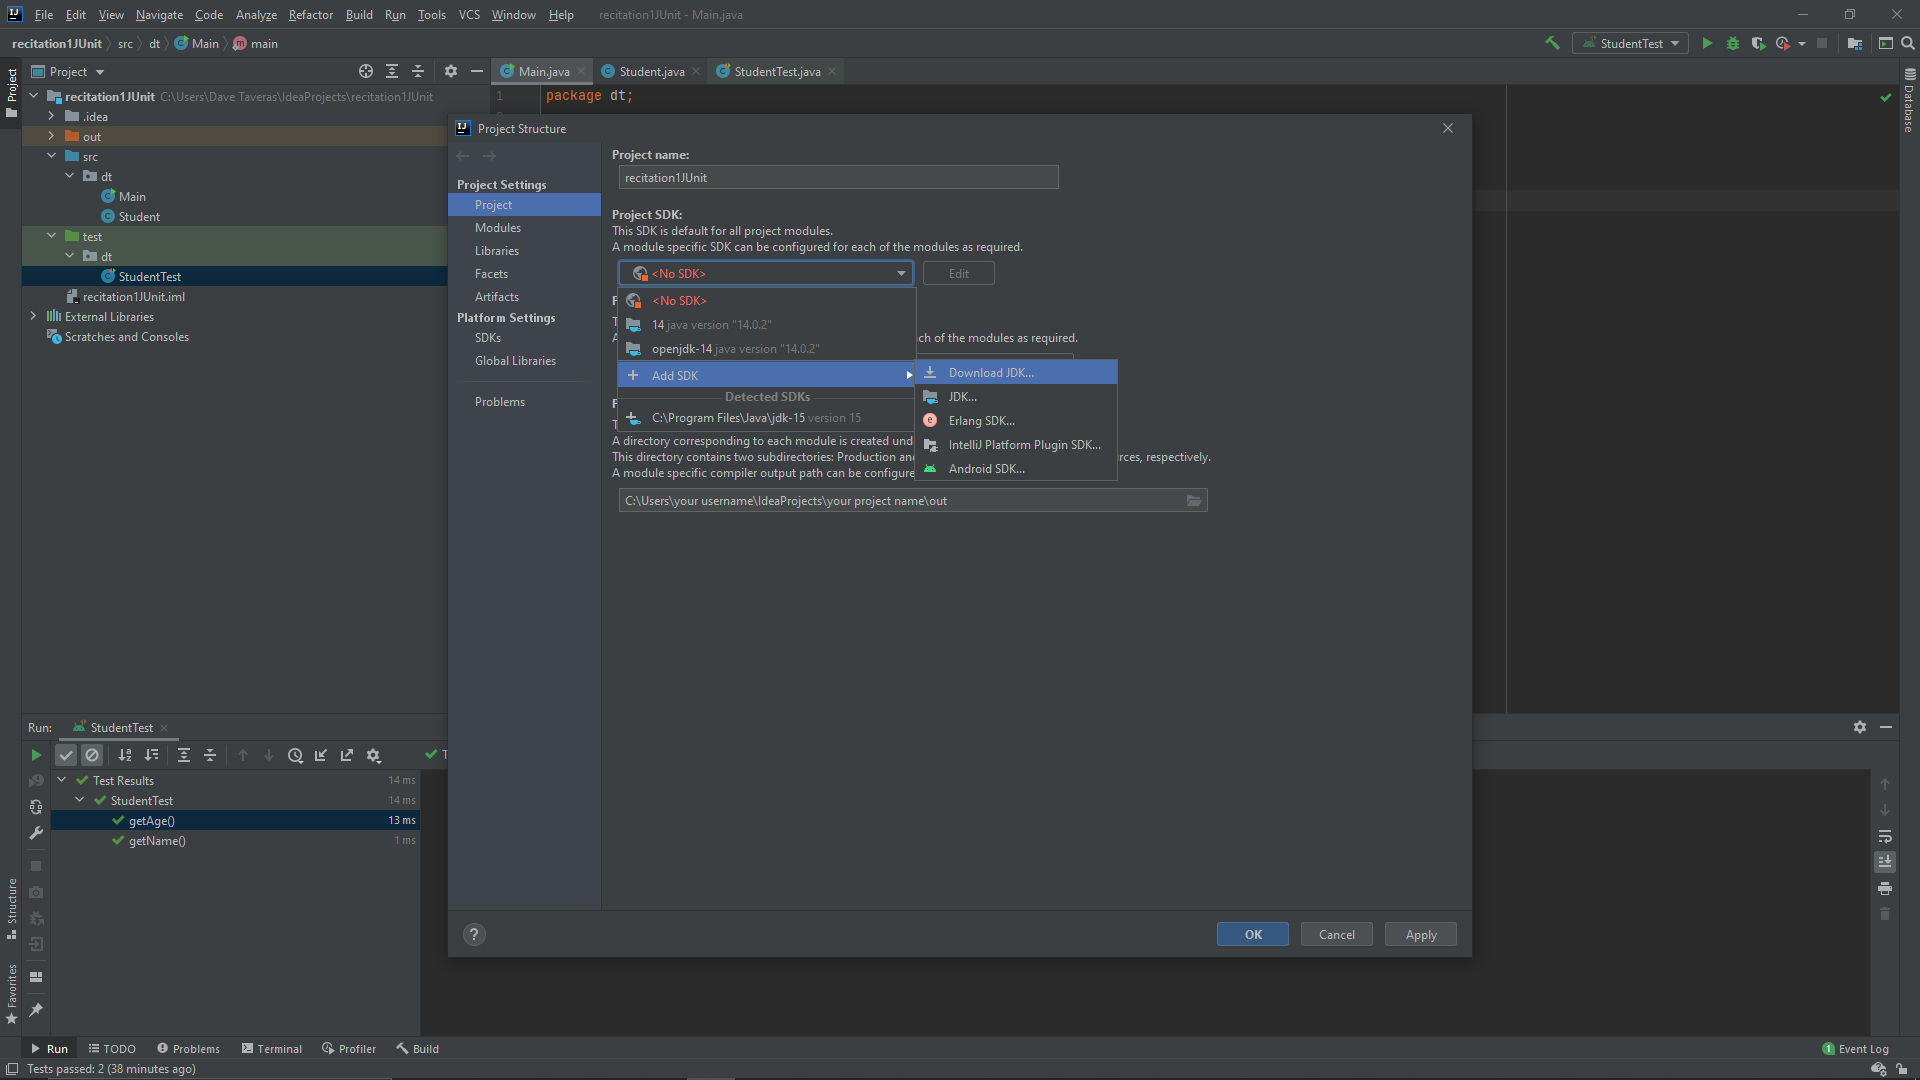 File Edit View Navigate Code Analyze Refactor Build Run Tools VCS Window Help recitation1JUnit - Main.java
recitation1JUnit src dt Main main StudentTest
Project
Main.java Student.java StudentTest.java
recitation1JUnit C:\Users\Dave Taveras\IdeaProjects\recitation1JUnit
.idea
out
src
dt
Main
Student
test
dt
StudentTest
recitation1JUnit.iml
External Libraries
Scratches and Consoles
1 package dt;
Project
Structure
Favorites
Database
Project Structure
Project Settings
Project
Modules
Libraries
Facets
Artifacts
Platform Settings
SDKs
Global Libraries
Problems
Project name:
recitation1JUnit
Project SDK:
This SDK is default for all project modules.
A module specific SDK can be configured for each of the modules as required.
<No SDK> Edit
<No SDK>
14 java version "14.0.2"
openjdk-14 java version "14.0.2"
ch of the modules as required.
Add SDK
Detected SDKs
C:\Program Files\Java\jdk-15 version 15
Download JDK...
JDK...
Erlang SDK...
IntelliJ Platform Plugin SDK...
Android SDK...
A directory corresponding to each module is created und
This directory contains two subdirectories: Production an rces, respectively.
A module specific compiler output path can be configure
C:\Users\your username\IdeaProjects\your project name\out
? OK Cancel Apply
Run: StudentTest
Test Results 14 ms
StudentTest 14 ms
getAge() 13 ms
getName() 1 ms
Run TODO Problems Terminal Profiler Build 1 Event Log
Tests passed: 2 (38 minutes ago)